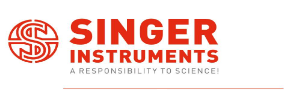 SINGER
INSTRUMENTS
A RESPONSIBILITY TO SCIENCE!